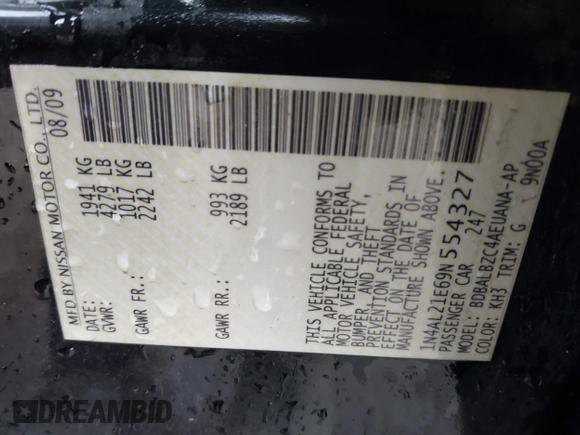 MFD BY NISSAN MOTOR CO., LTD.
DATE: 08/09
GVWR: 1941 KG
4279 LB
GAWR FR.: 1017 KG
2242 LB
GAWR RR.: 993 KG
2189 LB
THIS VEHICLE CONFORMS TO
ALL APPLICABLE FEDERAL
MOTOR VEHICLE SAFETY,
BUMPER, AND THEFT
PREVENTION STANDARDS IN
EFFECT ON THE DATE OF
MANUFACTURE SHOWN ABOVE.
1N4AL21E69N554327
PASSENGER CAR 247
MODEL: BDBALBZC4AEUANA-AP
COLOR: KH3 TRIM: G 9N00A
DREAMBID